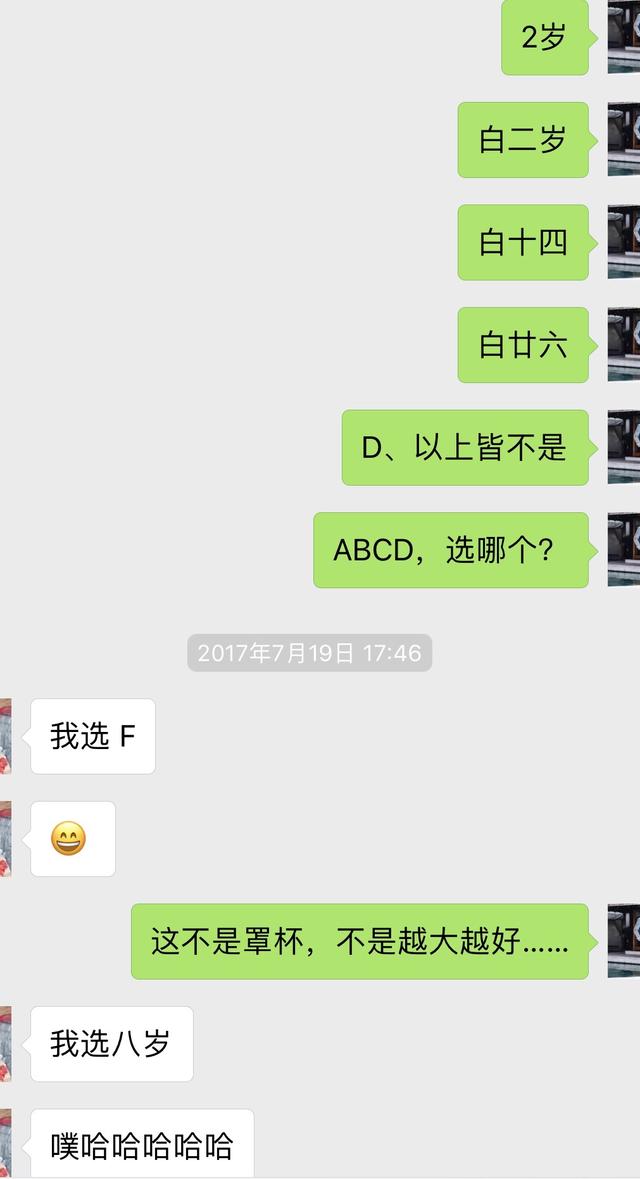 2岁
白二岁
白十四
白廿六
D、以上皆不是
ABCD，选哪个？
2017年7月19日 17:46
我选 F
😄
这不是罩杯，不是越大越好……
我选八岁
噗哈哈哈哈哈